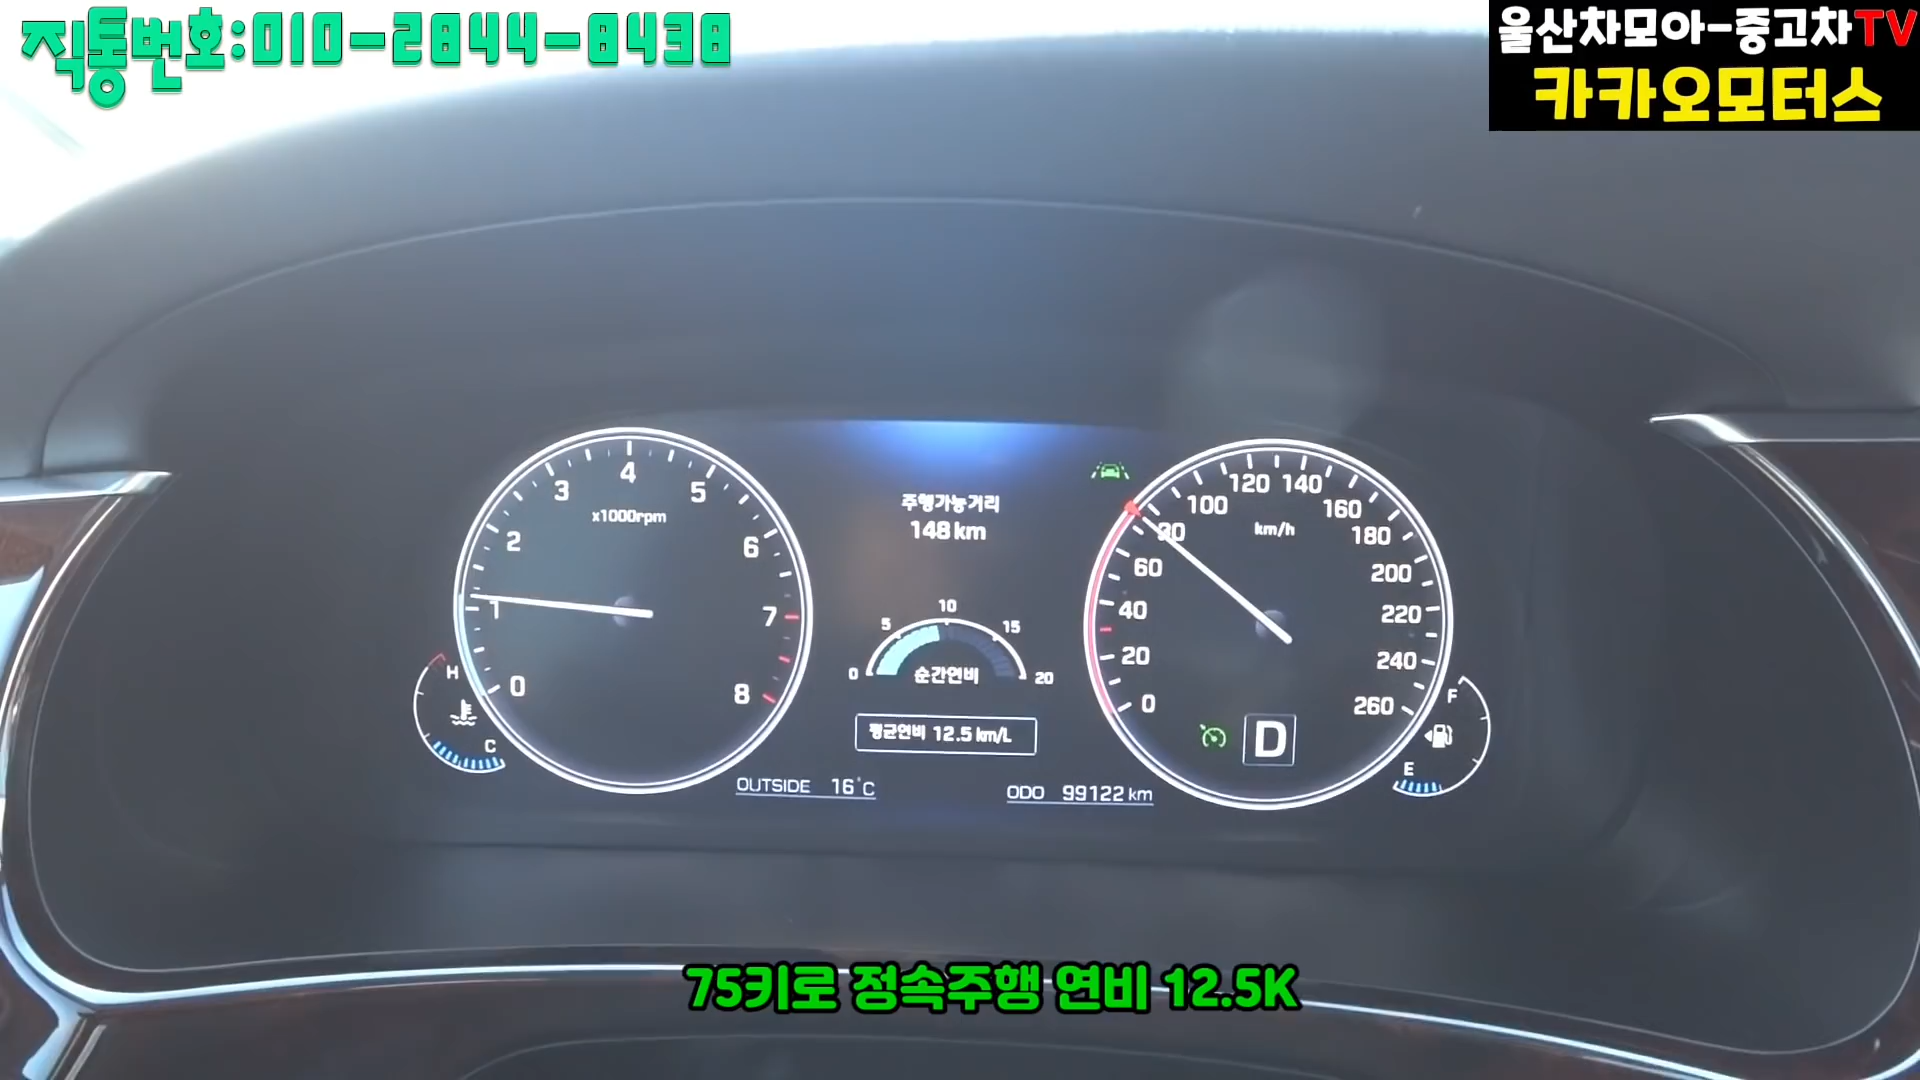 직통번호:010-2844-8438
울산차모아-중고차TV
카카오모터스
0 1 2 3 4 5 6 7 8
x1000rpm
H
C
주행가능거리
148 km
0 5 10 15 20
순간연비
평균연비 12.5 km/L
OUTSIDE 16°C
ODO 99122 km
0 20 40 60 80 100 120 140 160 180 200 220 240 260
km/h
D
F
E
75키로 정속주행 연비 12.5K